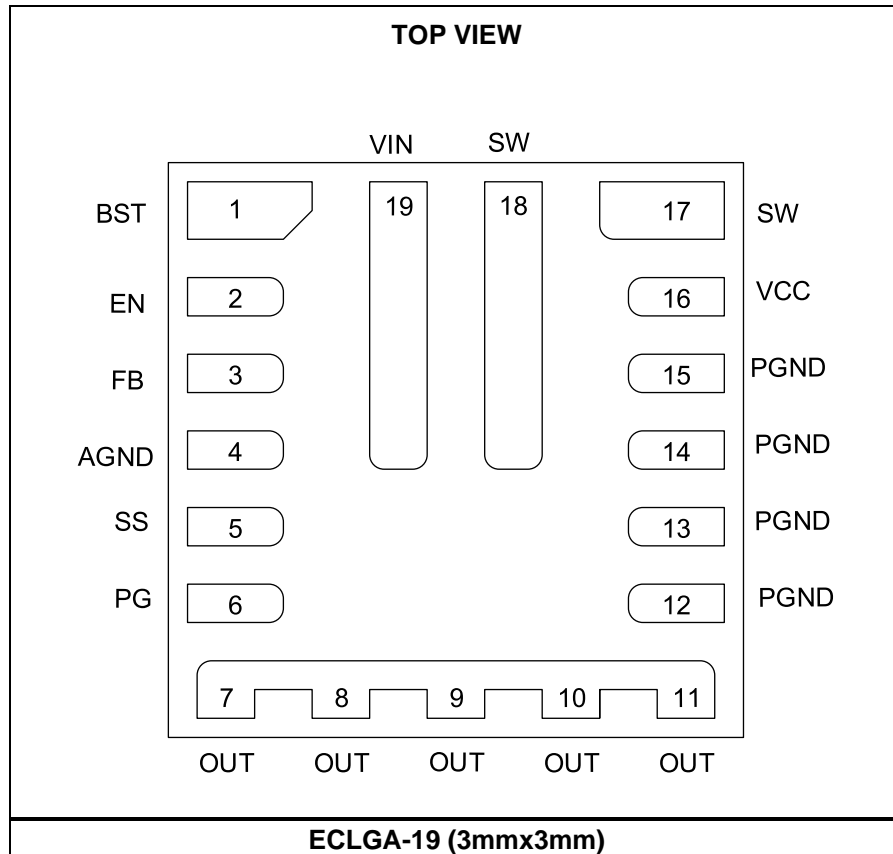 TOP VIEW
VIN SW
BST 1 19 18 17 SW
EN 2 16 VCC
FB 3 15 PGND
AGND 4 14 PGND
SS 5 13 PGND
PG 6 12 PGND
7 8 9 10 11
OUT OUT OUT OUT OUT
ECLGA-19 (3mmx3mm)